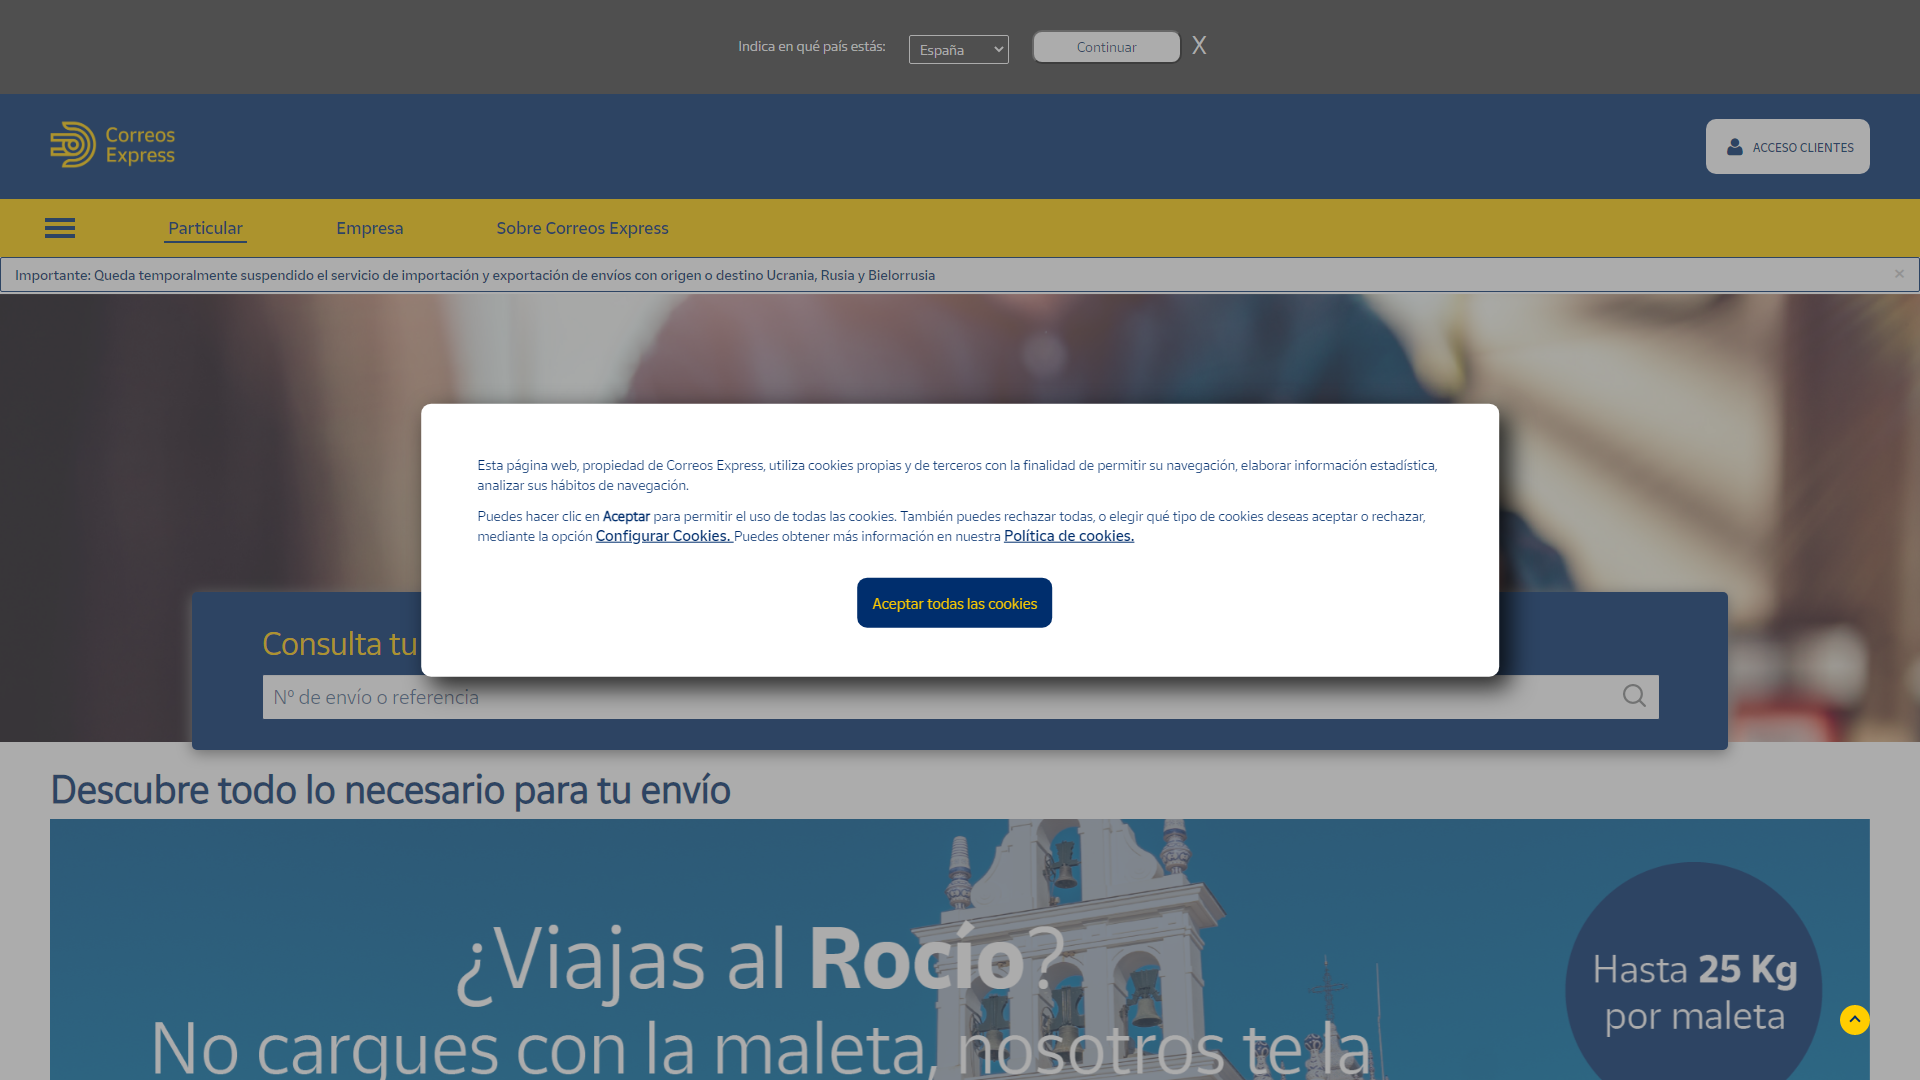 Indica en qué país estás:
España
Continuar
X
Correos
Express
ACCESO CLIENTES
Particular
Empresa
Sobre Correos Express
Importante: Queda temporalmente suspendido el servicio de importación y exportación de envíos con origen o destino Ucrania, Rusia y Bielorrusia
×
Esta página web, propiedad de Correos Express, utiliza cookies propias y de terceros con la finalidad de permitir su navegación, elaborar información estadística,
analizar sus hábitos de navegación.
Puedes hacer clic en Aceptar para permitir el uso de todas las cookies. También puedes rechazar todas, o elegir qué tipo de cookies deseas aceptar o rechazar,
mediante la opción Configurar Cookies. Puedes obtener más información en nuestra Política de cookies.
Aceptar todas las cookies
Consulta tu
Nº de envío o referencia
Descubre todo lo necesario para tu envío
¿Viajas al Rocío?
No cargues con la maleta, nosotros te la
Hasta 25 Kg
por maleta